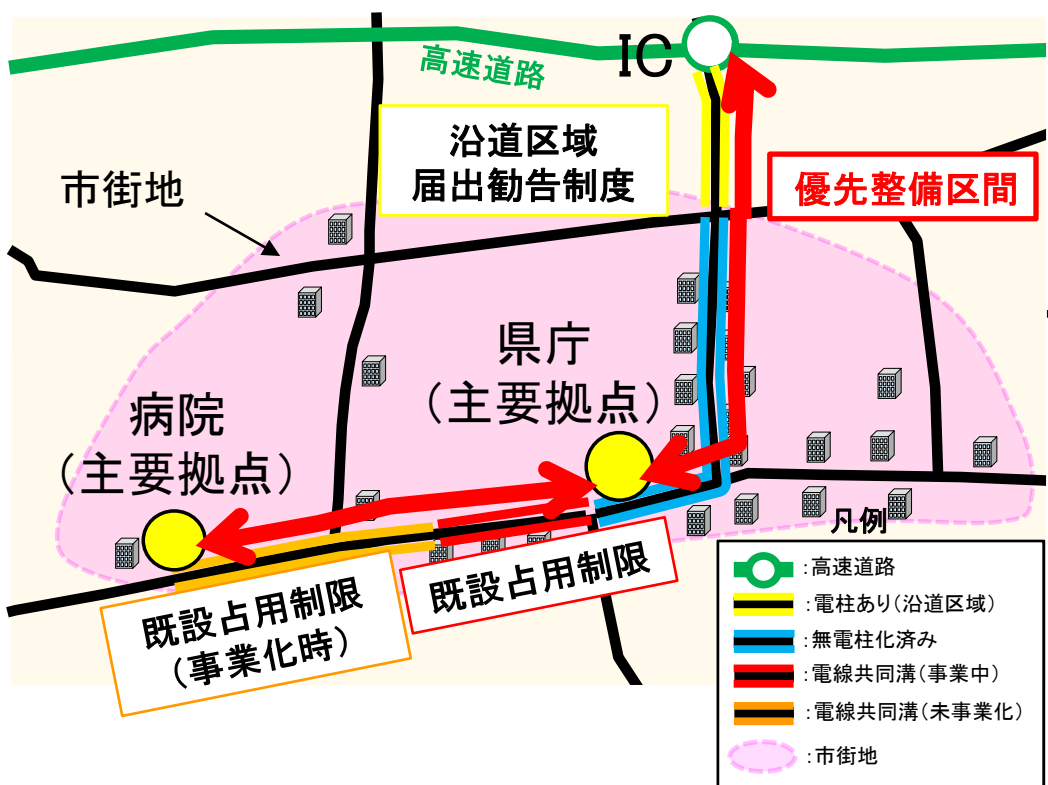 高速道路
IC
沿道区域
届出勧告制度
優先整備区間
市街地
県庁
（主要拠点）
病院
（主要拠点）
既設占用制限
（事業化時）
既設占用制限
凡例
：高速道路
：電柱あり（沿道区域）
：無電柱化済み
：電線共同溝（事業中）
：電線共同溝（未事業化）
：市街地